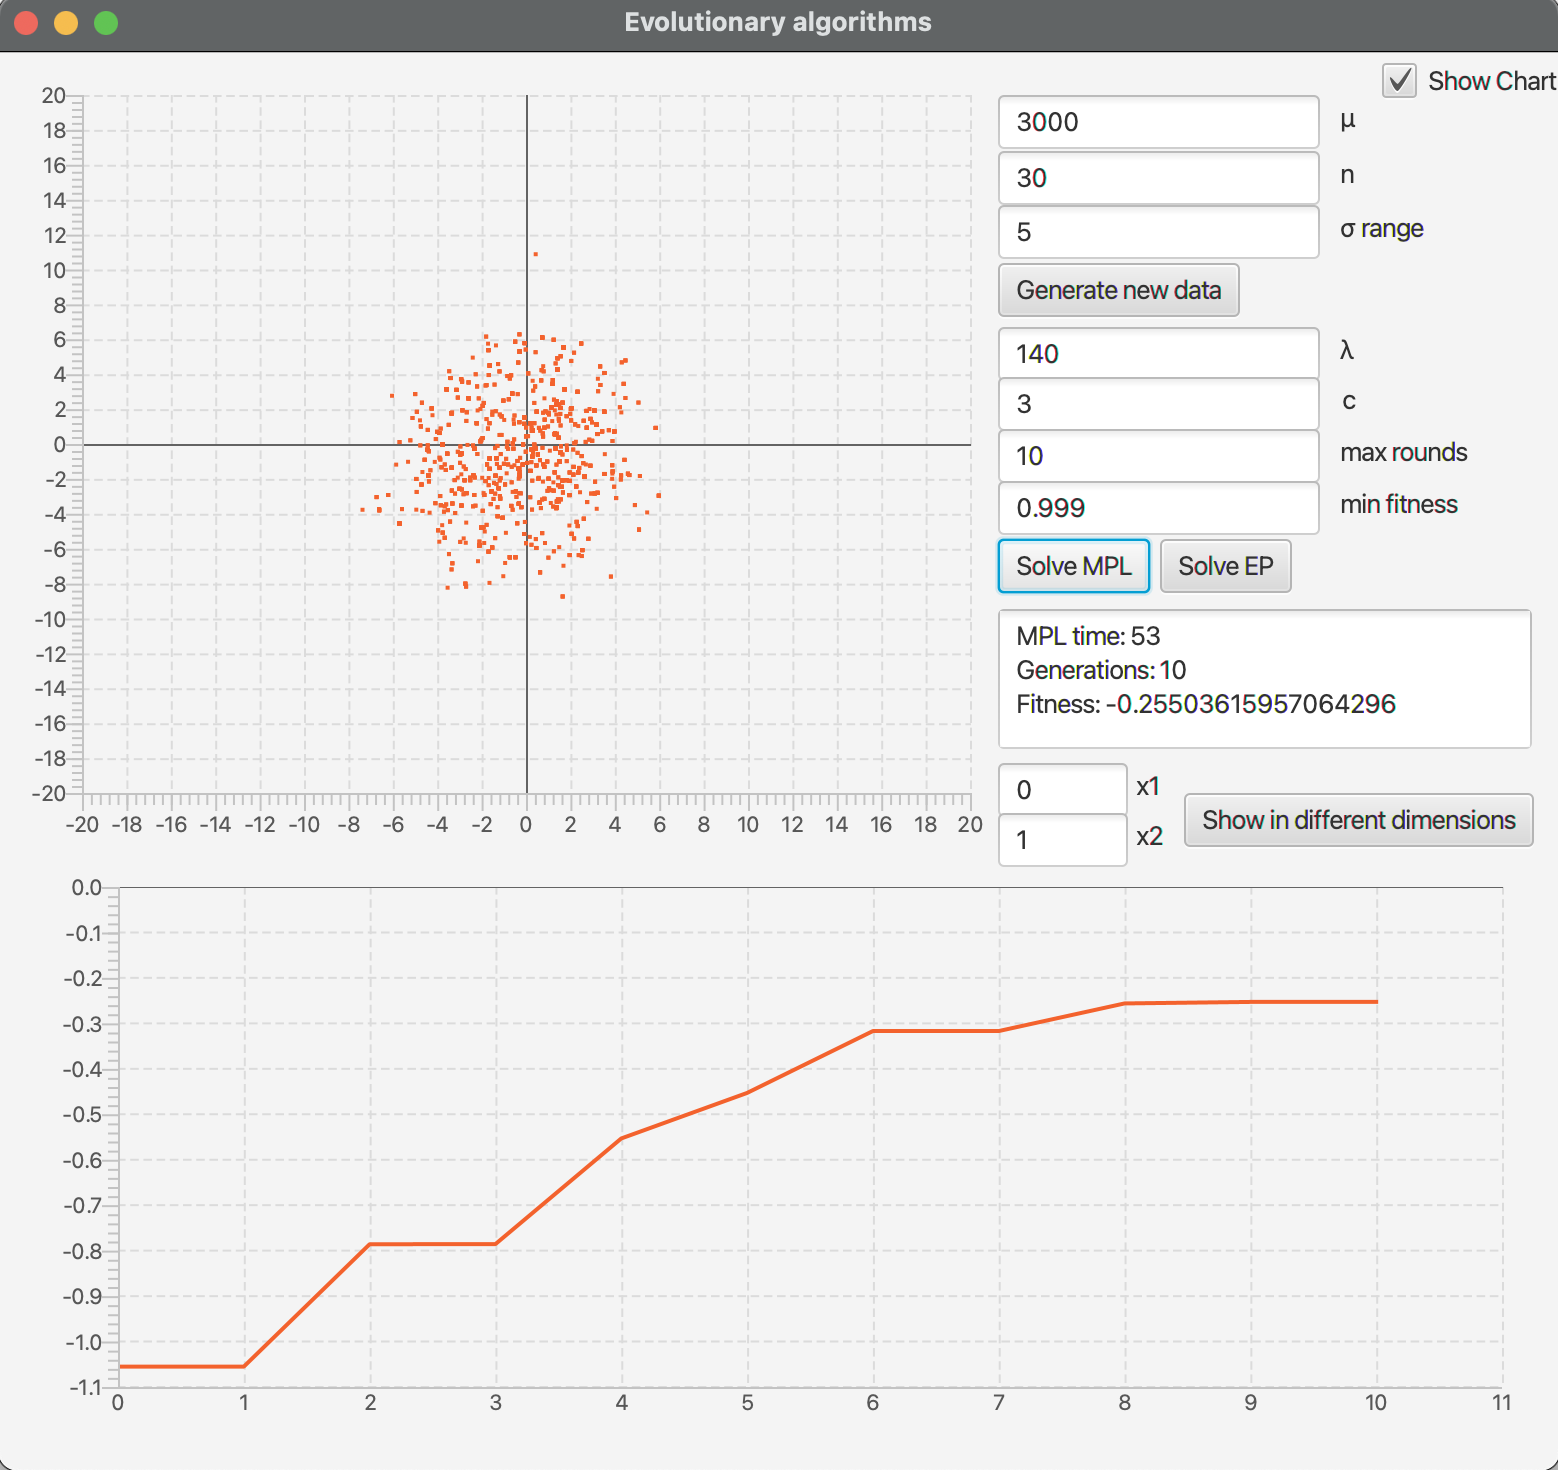 Evolutionary algorithms
Show Chart
3000 μ
30 n
5 σ range
Generate new data
140 λ
3 c
10 max rounds
0.999 min fitness
Solve MPL Solve EP
MPL time: 53
Generations: 10
Fitness: -0.2550361595706429​6
0 x1
1 x2
Show in different dimensions
20
18
16
14
12
10
8
6
4
2
0
-2
-4
-6
-8
-10
-12
-14
-16
-18
-20
-20 -18 -16 -14 -12 -10 -8 -6 -4 -2 0 2 4 6 8 10 12 14 16 18 20
0.0
-0.1
-0.2
-0.3
-0.4
-0.5
-0.6
-0.7
-0.8
-0.9
-1.0
-1.1
0 1 2 3 4 5 6 7 8 9 10 11